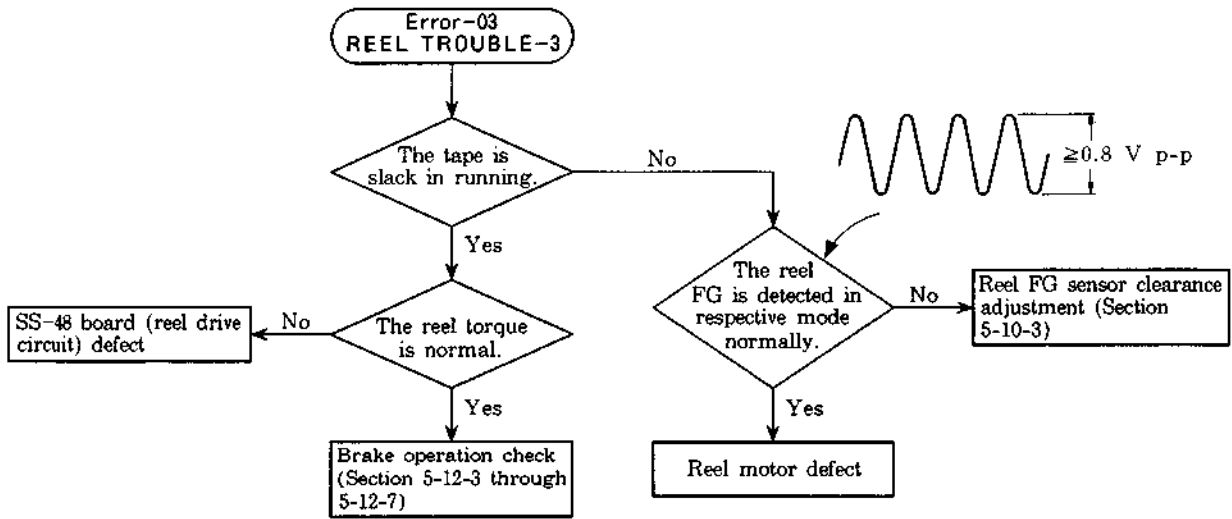 Error-03
REEL TROUBLE-3
The tape is
slack in running.
No
≧0.8 V p-p
Yes
The reel
FG is detected in
respective mode
normally.
No
Reel FG sensor clearance
adjustment (Section
5-10-3)
SS-48 board (reel drive
circuit) defect
No
The reel torque
is normal.
Yes
Yes
Brake operation check
(Section 5-12-3 through
5-12-7)
Reel motor defect